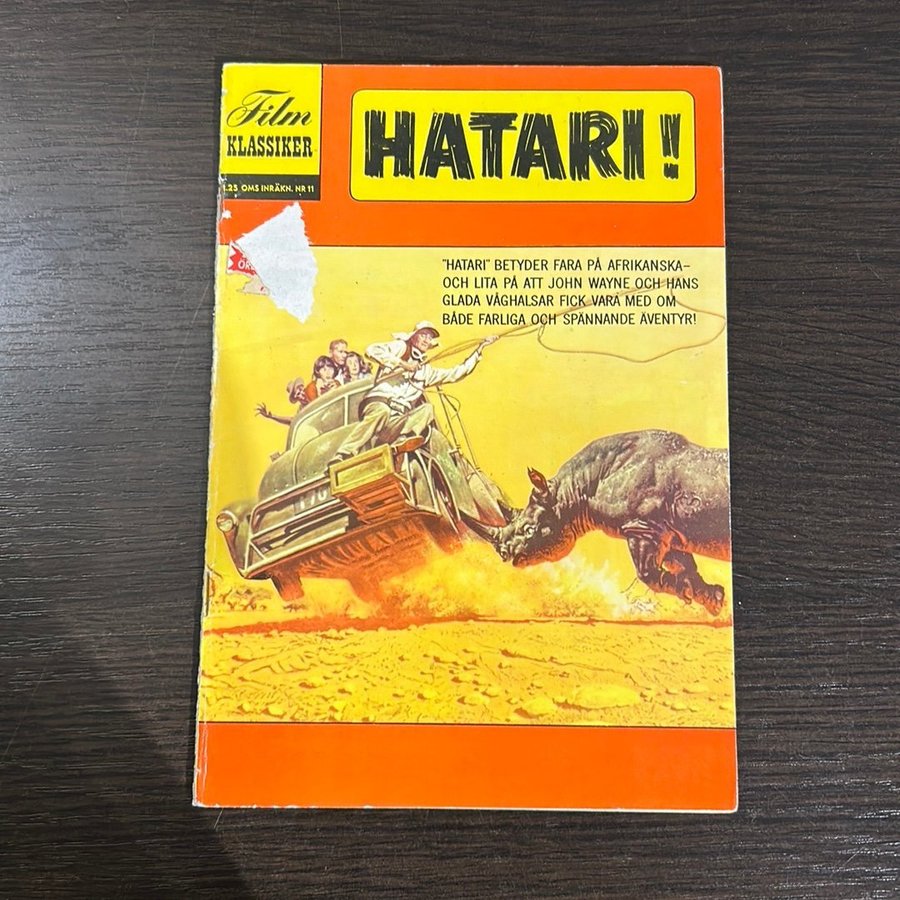 Film
KLASSIKER
1.25 OMS INRÄKN. NR 11
HATARI!
"HATARI" BETYDER FARA PÅ AFRIKANSKA–
OCH LITA PÅ ATT JOHN WAYNE OCH HANS
GLADA VÅGHALSAR FICK VARA MED OM
BÅDE FARLIGA OCH SPÄNNANDE ÄVENTYR!